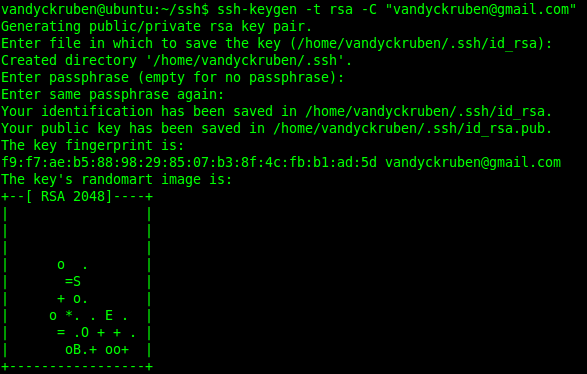 vandyckruben@ubuntu:~/ssh$ ssh-keygen -t rsa -C "vandyckruben@gmail.com"
Generating public/private rsa key pair.
Enter file in which to save the key (/home/vandyckruben/.ssh/id_rsa):
Created directory '/home/vandyckruben/.ssh'.
Enter passphrase (empty for no passphrase):
Enter same passphrase again:
Your identification has been saved in /home/vandyckruben/.ssh/id_rsa.
Your public key has been saved in /home/vandyckruben/.ssh/id_rsa.pub.
The key fingerprint is:
f9:f7:ae:b5:88:98:29:85:07:b3:8f:4c:fb:b1:ad:5d vandyckruben@gmail.com
The key's randomart image is:
+--[ RSA 2048]----+
|                 |
|                 |
|                 |
|      o  .       |
|       =S        |
|      + o.       |
|     o *. . E .  |
|      = .O + + . |
|       oB.+ oo+  |
+-----------------+